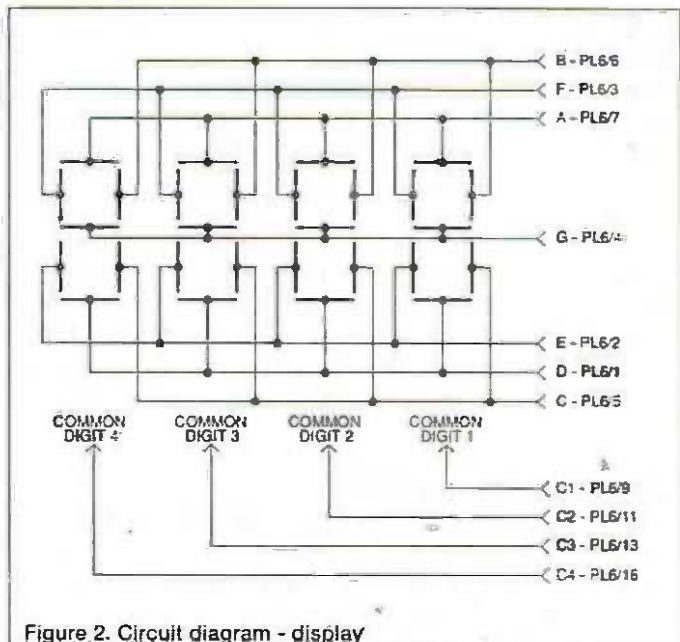 B - PL6/6
F - PL6/3
A - PL6/7
G - PL6/4
E - PL6/2
D - PL6/1
C - PL6/5
COMMON DIGIT 4
COMMON DIGIT 3
COMMON DIGIT 2
COMMON DIGIT 1
C1 - PL6/9
C2 - PL6/11
C3 - PL6/13
C4 - PL6/15
Figure 2. Circuit diagram - display